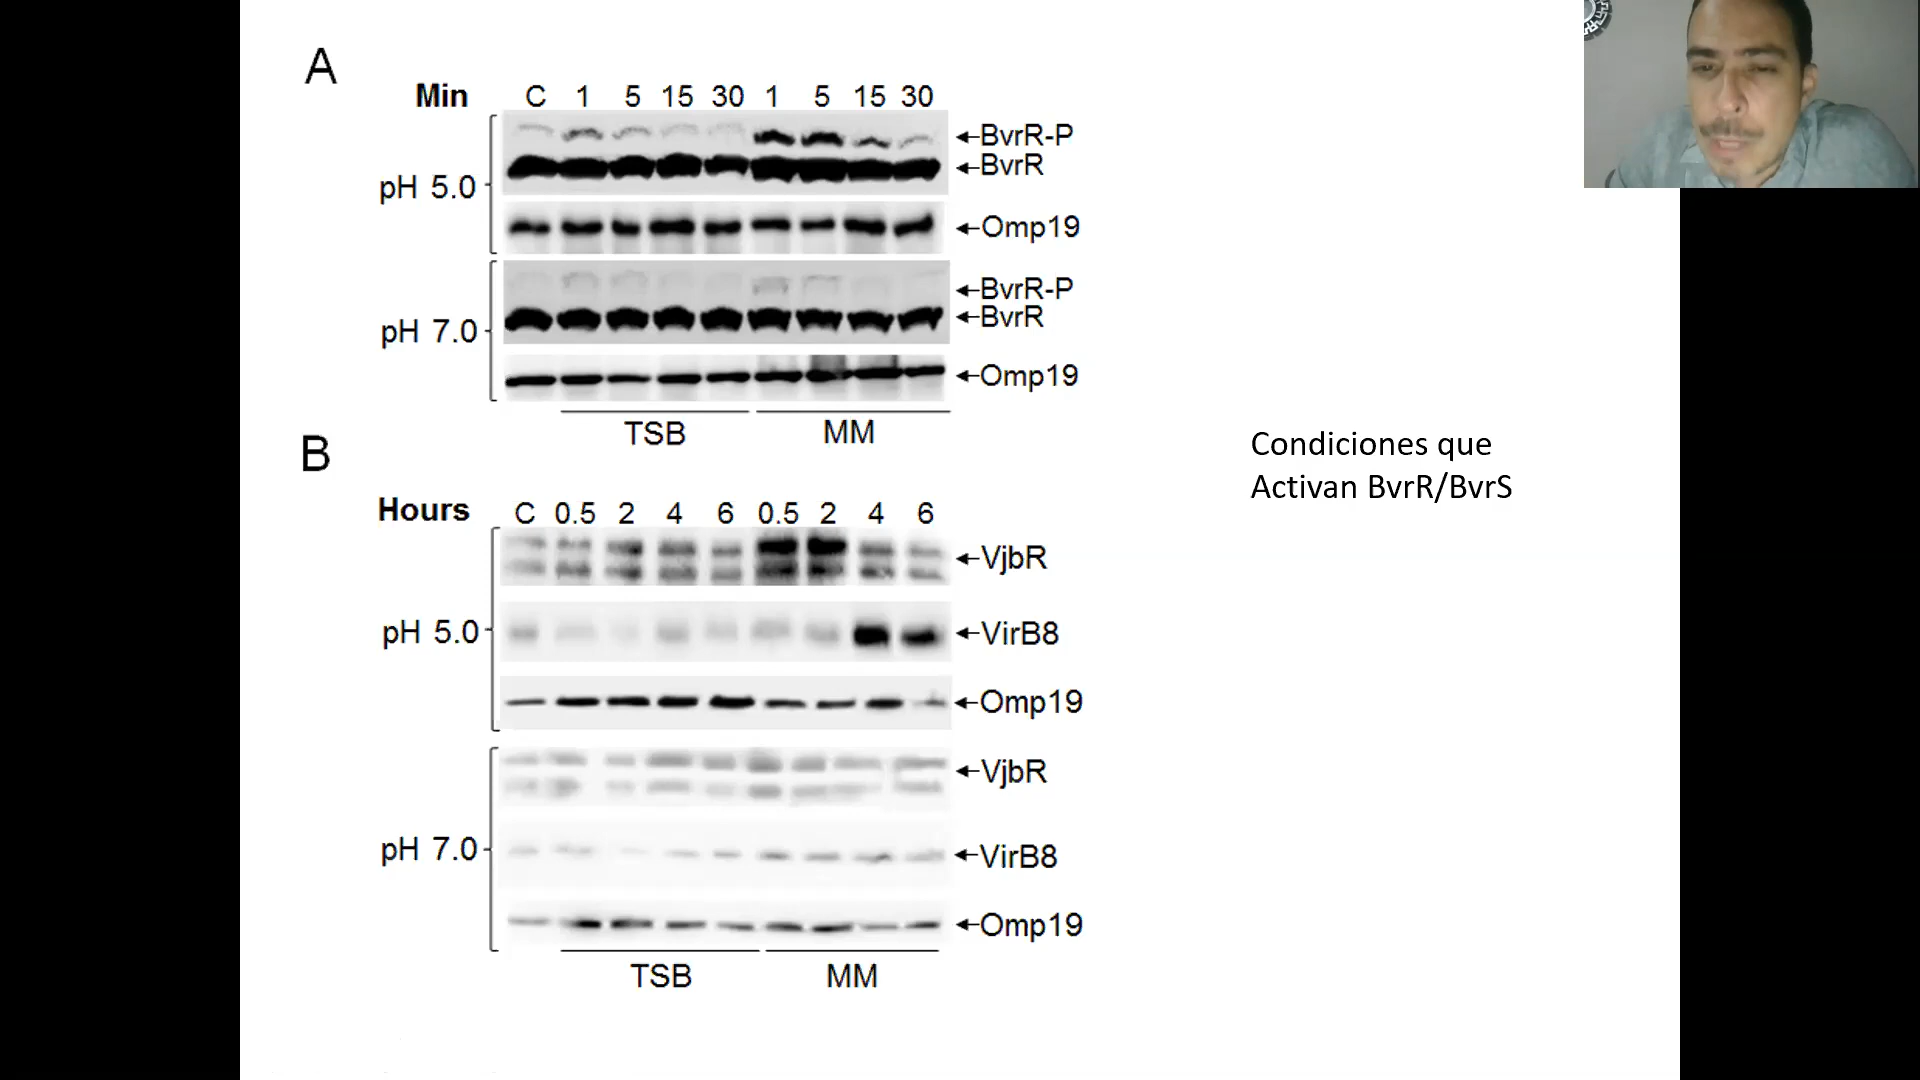 A
Min C 1 5 15 30 1 5 15 30
BvrR-P
BvrR
pH 5.0
Omp19
BvrR-P
BvrR
pH 7.0
Omp19
TSB MM
B
Hours C 0.5 2 4 6 0.5 2 4 6
VjbR
pH 5.0 VirB8
Omp19
VjbR
pH 7.0 VirB8
Omp19
TSB MM
Condiciones que
Activan BvrR/BvrS